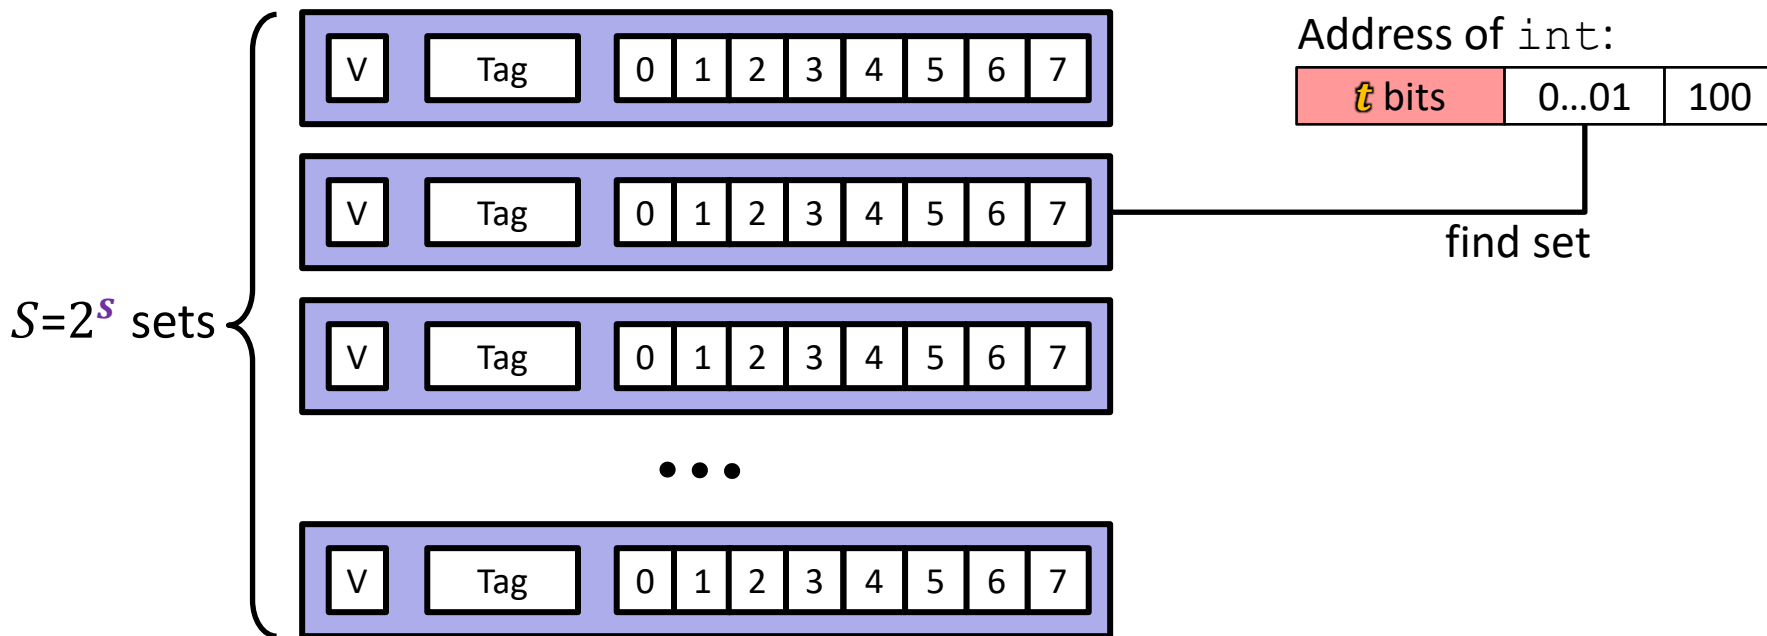 V Tag 0 1 2 3 4 5 6 7
Address of int:
t bits 0...01 100
V Tag 0 1 2 3 4 5 6 7
find set
S=2^s sets
V Tag 0 1 2 3 4 5 6 7
•••
V Tag 0 1 2 3 4 5 6 7